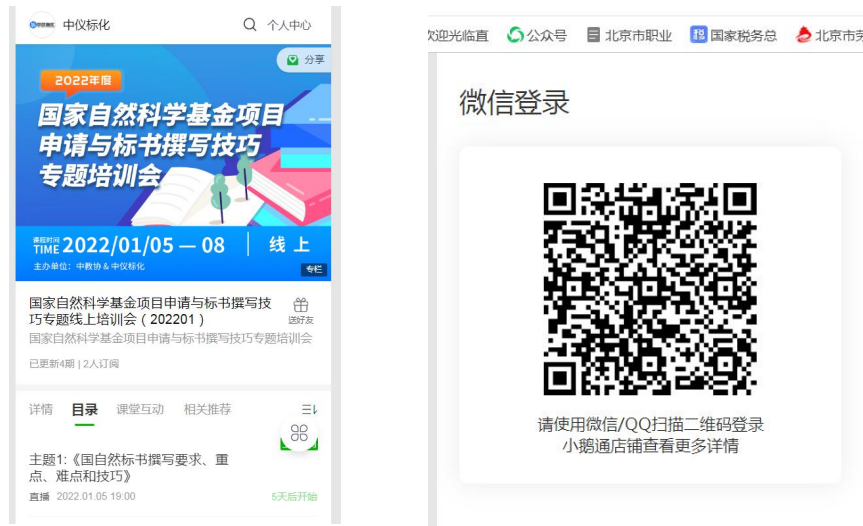 中仪标化
个人中心
分享
2022年度
国家自然科学基金项目
申请与标书撰写技巧
专题培训会
课程时间
TIME 2022/01/05 — 08 | 线 上
主办单位：中教协 & 中仪标化
专栏
国家自然科学基金项目申请与标书撰写技
巧专题线上培训会（202201）
送好友
国家自然科学基金项目申请与标书撰写技巧专题培训会
已更新4期 | 2人订阅
详情 目录 课堂互动 相关推荐
主题1:《国自然标书撰写要求、重
点、难点和技巧》
直播 2022.01.05 19:00
5天后开始
欢迎光临直 公众号 北京市职业 国家税务总 北京市劳
微信登录
请使用微信/QQ扫描二维码登录
小鹅通店铺查看更多详情